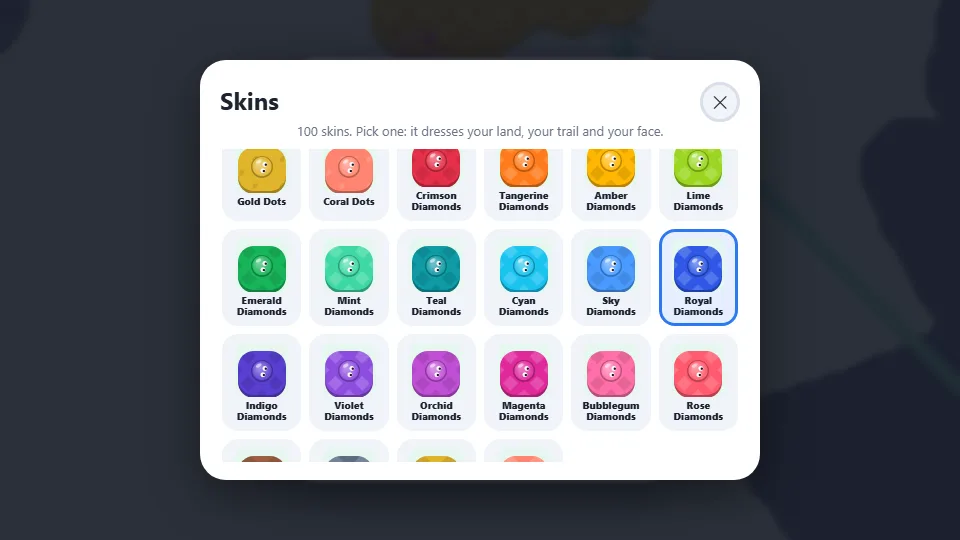 Skins
100 skins. Pick one: it dresses your land, your trail and your face.
Gold Dots
Coral Dots
Crimson
Diamonds
Tangerine
Diamonds
Amber
Diamonds
Lime
Diamonds
Emerald
Diamonds
Mint
Diamonds
Teal
Diamonds
Cyan
Diamonds
Sky
Diamonds
Royal
Diamonds
Indigo
Diamonds
Violet
Diamonds
Orchid
Diamonds
Magenta
Diamonds
Bubblegum
Diamonds
Rose
Diamonds